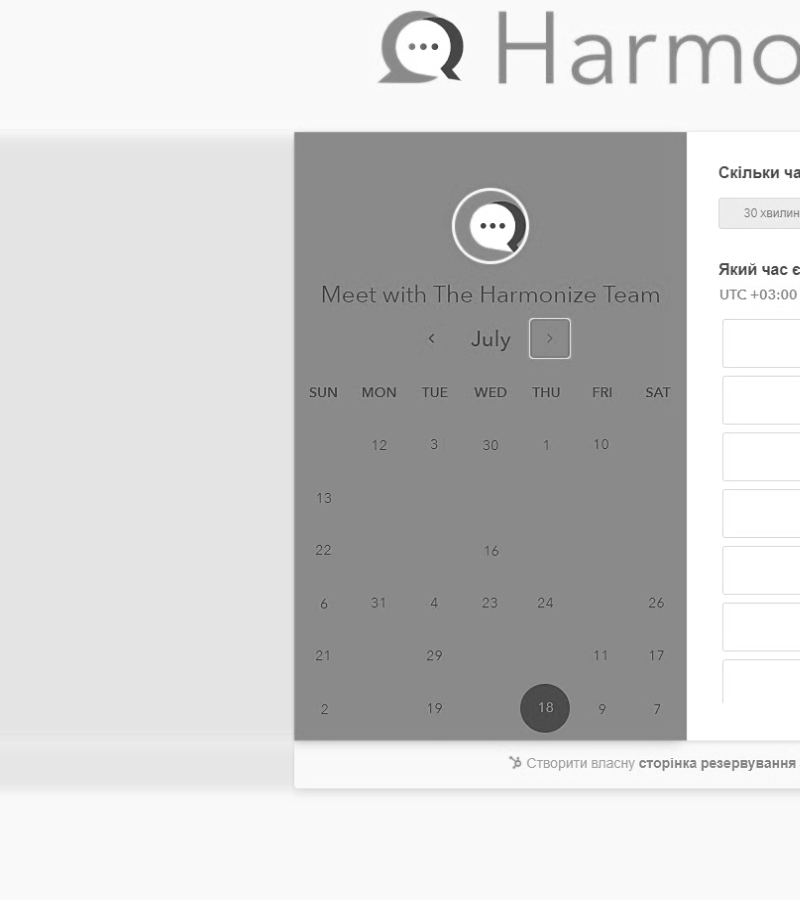 Harmo
Meet with The Harmonize Team
July
SUN MON TUE WED THU FRI SAT
12 3 30 1 10
13
22 16
6 31 4 23 24 26
21 29 11 17
2 19 18 9 7
Скільки ча
30 хвилин
Який час є
UTC +03:00
Створити власну сторінка резервування